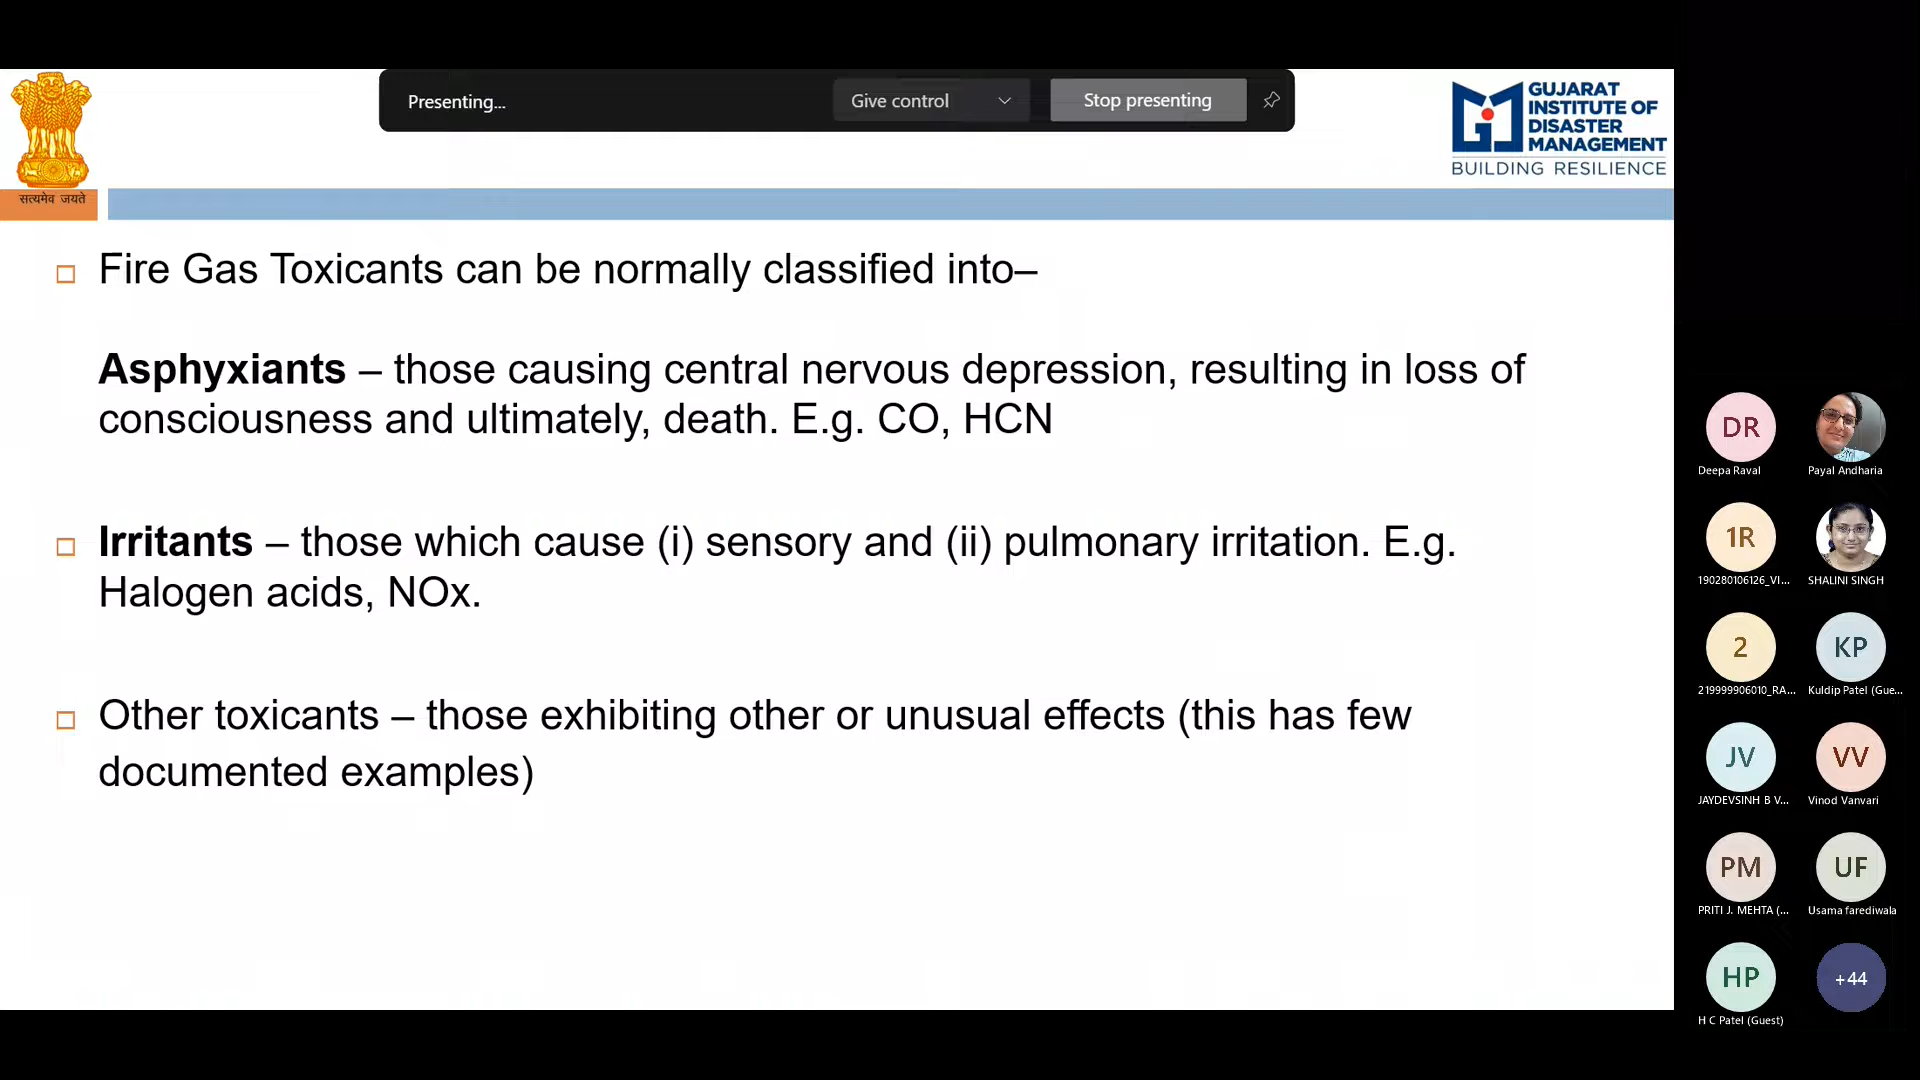 Presenting...
Give control
Stop presenting
GUJARAT
INSTITUTE OF
DISASTER
MANAGEMENT
BUILDING RESILIENCE
सत्यमेव जयते
Fire Gas Toxicants can be normally classified into–
Asphyxiants – those causing central nervous depression, resulting in loss of
consciousness and ultimately, death. E.g. CO, HCN
Irritants – those which cause (i) sensory and (ii) pulmonary irritation. E.g.
Halogen acids, NOx.
Other toxicants – those exhibiting other or unusual effects (this has few
documented examples)
DR
Deepa Raval
Payal Andharia
1R
190280106126_VI...
SHALINI SINGH
2
KP
219999906010_RA...
Kuldip Patel (Gue...
JV
VV
JAYDEVSINH B V...
Vinod Vanvari
PM
UF
PRITI J. MEHTA (...
Usama farediwala
HP
+44
H C Patel (Guest)